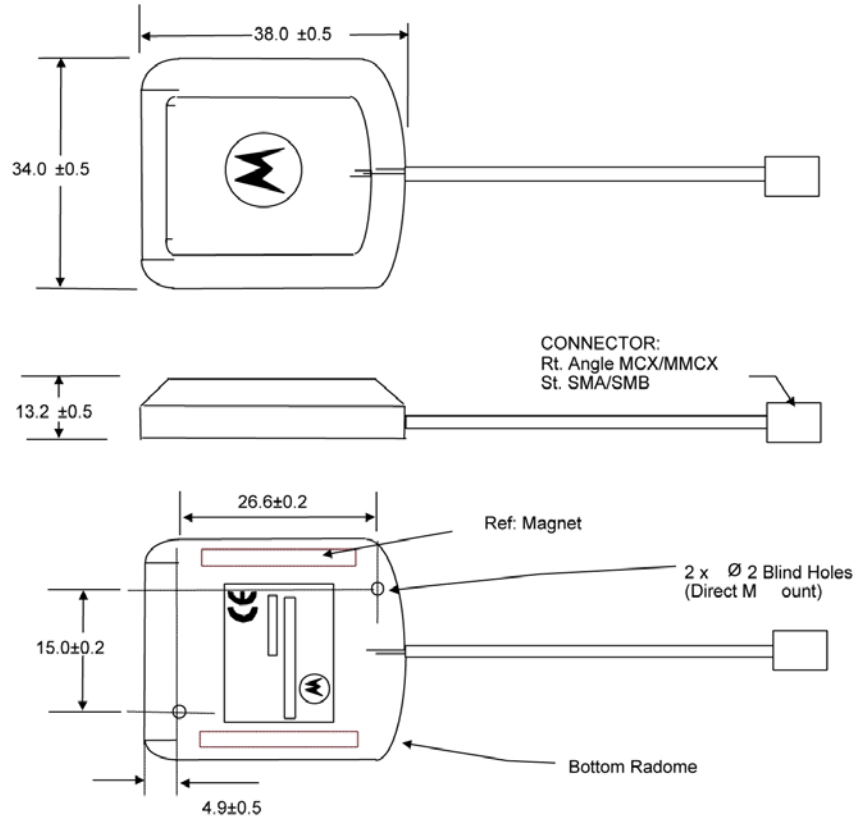 38.0 ±0.5
34.0 ±0.5
CONNECTOR:
Rt. Angle MCX/MMCX
St. SMA/SMB
13.2 ±0.5
26.6±0.2
Ref: Magnet
2 x Ø 2 Blind Holes
(Direct M ount)
CE
15.0±0.2
Bottom Radome
4.9±0.5